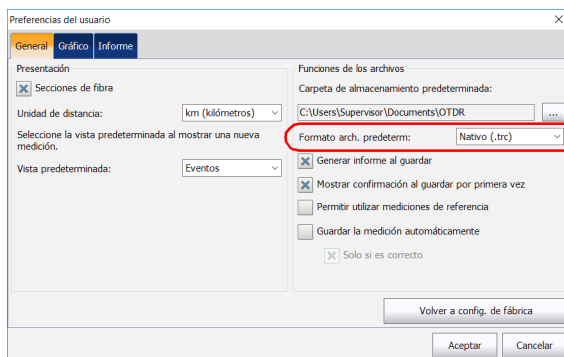 Preferencias del usuario
General Gráfico Informe
Presentación
Secciones de fibra
Unidad de distancia: km (kilómetros)
Seleccione la vista predeterminada al mostrar una nueva
medición.
Vista predeterminada: Eventos
Funciones de los archivos
Carpeta de almacenamiento predeterminada:
C:\Users\Supervisor\Documents\OTDR ...
Formato arch. predeterm: Nativo (.trc)
Generar informe al guardar
Mostrar confirmación al guardar por primera vez
Permitir utilizar mediciones de referencia
Guardar la medición automáticamente
Solo si es correcto
Volver a config. de fábrica
Aceptar Cancelar